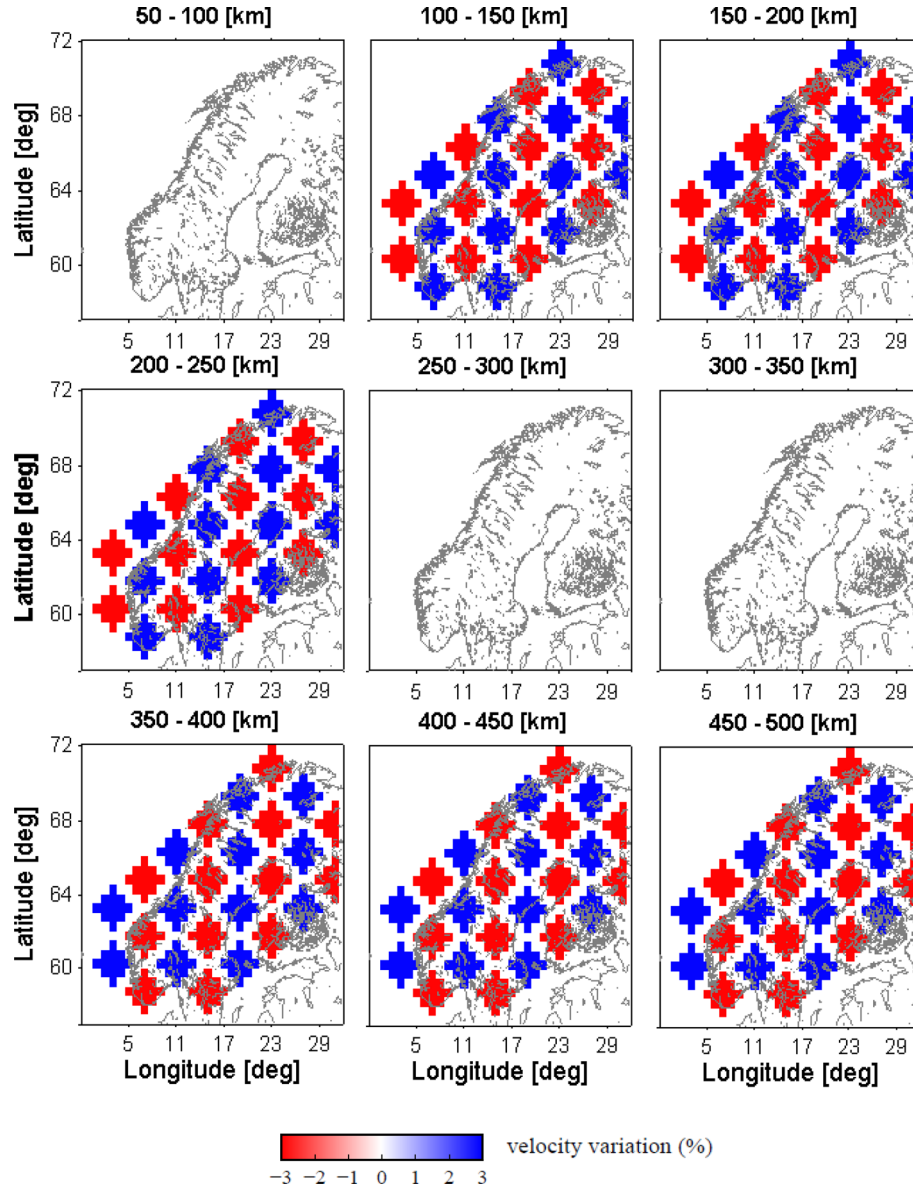 50 - 100 [km] 100 - 150 [km] 150 - 200 [km]
72
68
64
60
Latitude [deg]
5 11 17 23 29 5 11 17 23 29 5 11 17 23 29
200 - 250 [km] 250 - 300 [km] 300 - 350 [km]
72
68
64
60
Latitude [deg]
5 11 17 23 29 5 11 17 23 29 5 11 17 23 29
350 - 400 [km] 400 - 450 [km] 450 - 500 [km]
72
68
64
60
Latitude [deg]
5 11 17 23 29 5 11 17 23 29 5 11 17 23 29
Longitude [deg] Longitude [deg] Longitude [deg]
velocity variation (%)
−3 −2 −1 0 1 2 3